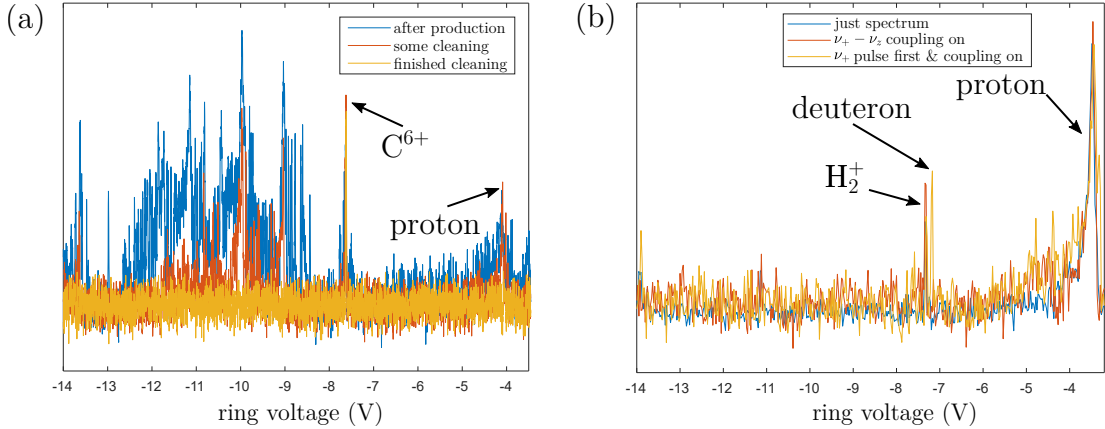 (a)
after production
some cleaning
finished cleaning
C⁶⁺
proton
-14 -13 -12 -11 -10 -9 -8 -7 -6 -5 -4
ring voltage (V)
(b)
just spectrum
ν₊ − ν_z coupling on
ν₊ pulse first & coupling on
proton
deuteron
H₂⁺
-14 -13 -12 -11 -10 -9 -8 -7 -6 -5 -4
ring voltage (V)